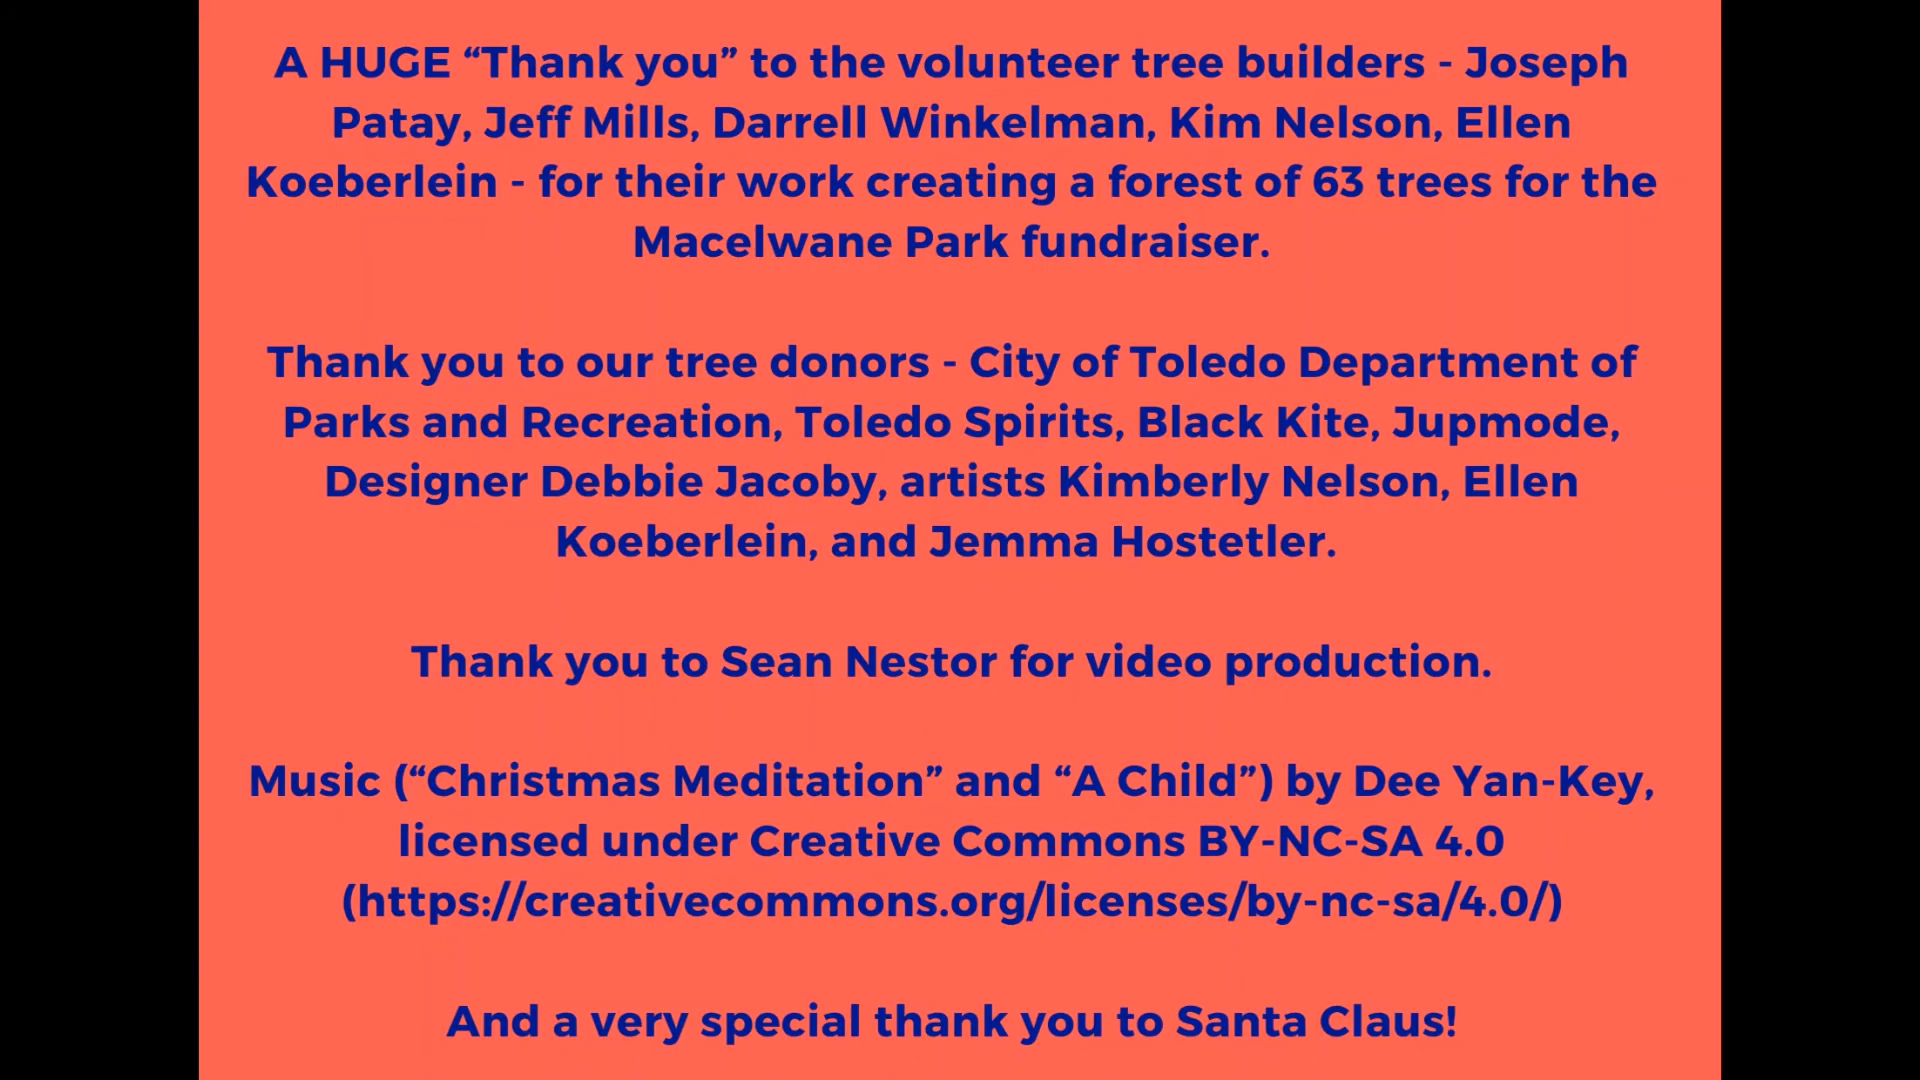 A HUGE “Thank you” to the volunteer tree builders - Joseph
Patay, Jeff Mills, Darrell Winkelman, Kim Nelson, Ellen
Koeberlein - for their work creating a forest of 63 trees for the
Macelwane Park fundraiser.
Thank you to our tree donors - City of Toledo Department of
Parks and Recreation, Toledo Spirits, Black Kite, Jupmode,
Designer Debbie Jacoby, artists Kimberly Nelson, Ellen
Koeberlein, and Jemma Hostetler.
Thank you to Sean Nestor for video production.
Music (“Christmas Meditation” and “A Child”) by Dee Yan-Key,
licensed under Creative Commons BY-NC-SA 4.0
(https://creativecommons.org/licenses/by-nc-sa/4.0/)
And a very special thank you to Santa Claus!